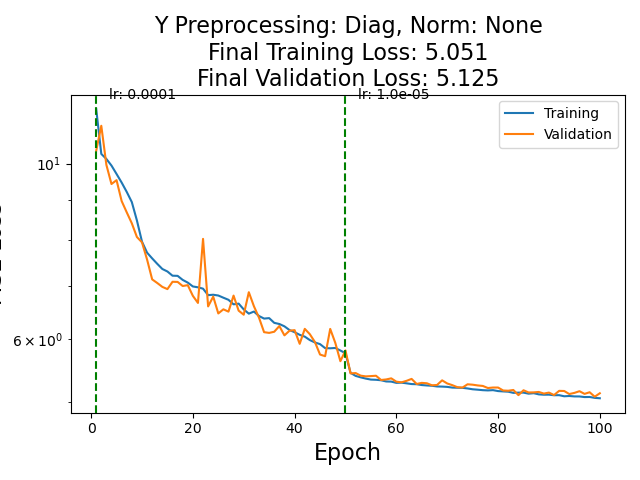 Y Preprocessing: Diag, Norm: None
Final Training Loss: 5.051
Final Validation Loss: 5.125
lr: 0.0001
lr: 1.0e-05
Training
Validation
10¹
6 × 10⁰
0 20 40 60 80 100
Epoch